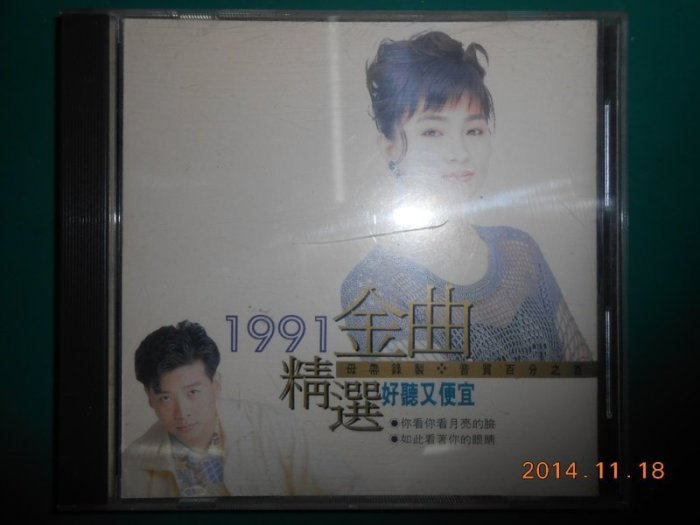 1991金曲
母帶錄製❖音質百分之百
精選
好聽又便宜
●你看你看月亮的臉
●如此看著你的眼睛
2014.11.18